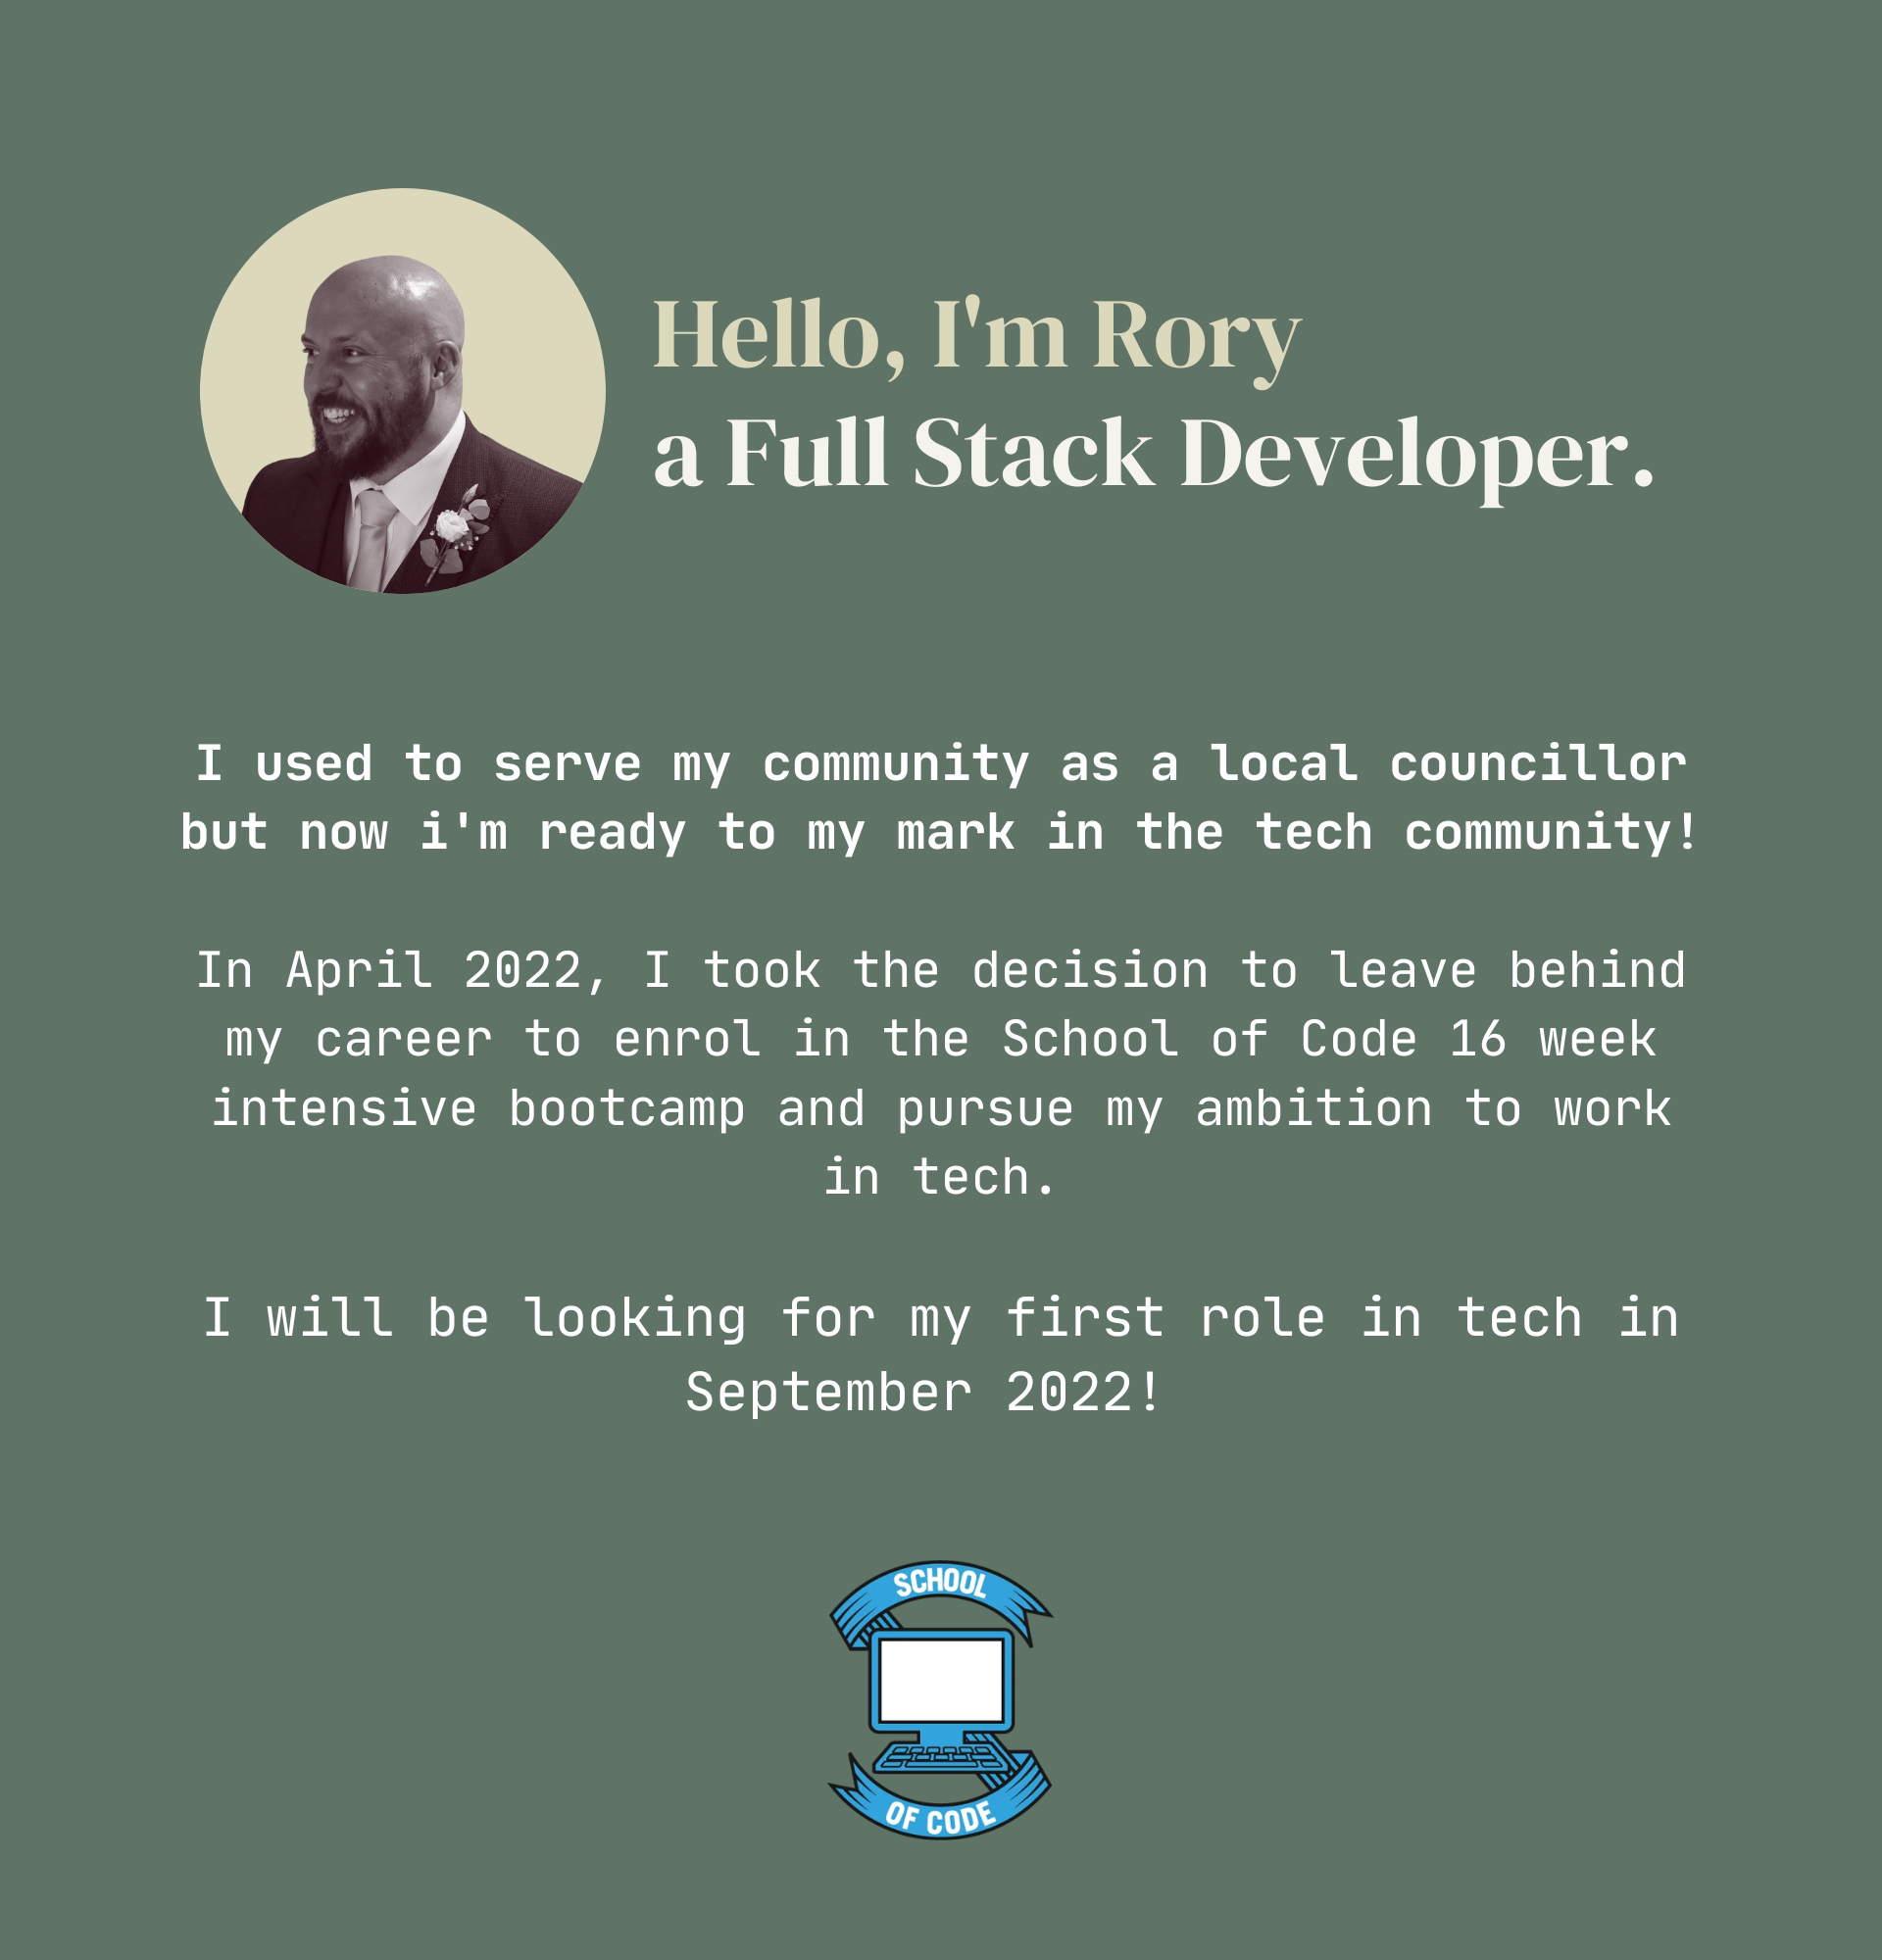 Hello, I'm Rory
a Full Stack Developer.
I used to serve my community as a local councillor
but now i'm ready to my mark in the tech community!
In April 2022, I took the decision to leave behind
my career to enrol in the School of Code 16 week
intensive bootcamp and pursue my ambition to work
in tech.
I will be looking for my first role in tech in
September 2022!
SCHOOL
OF CODE